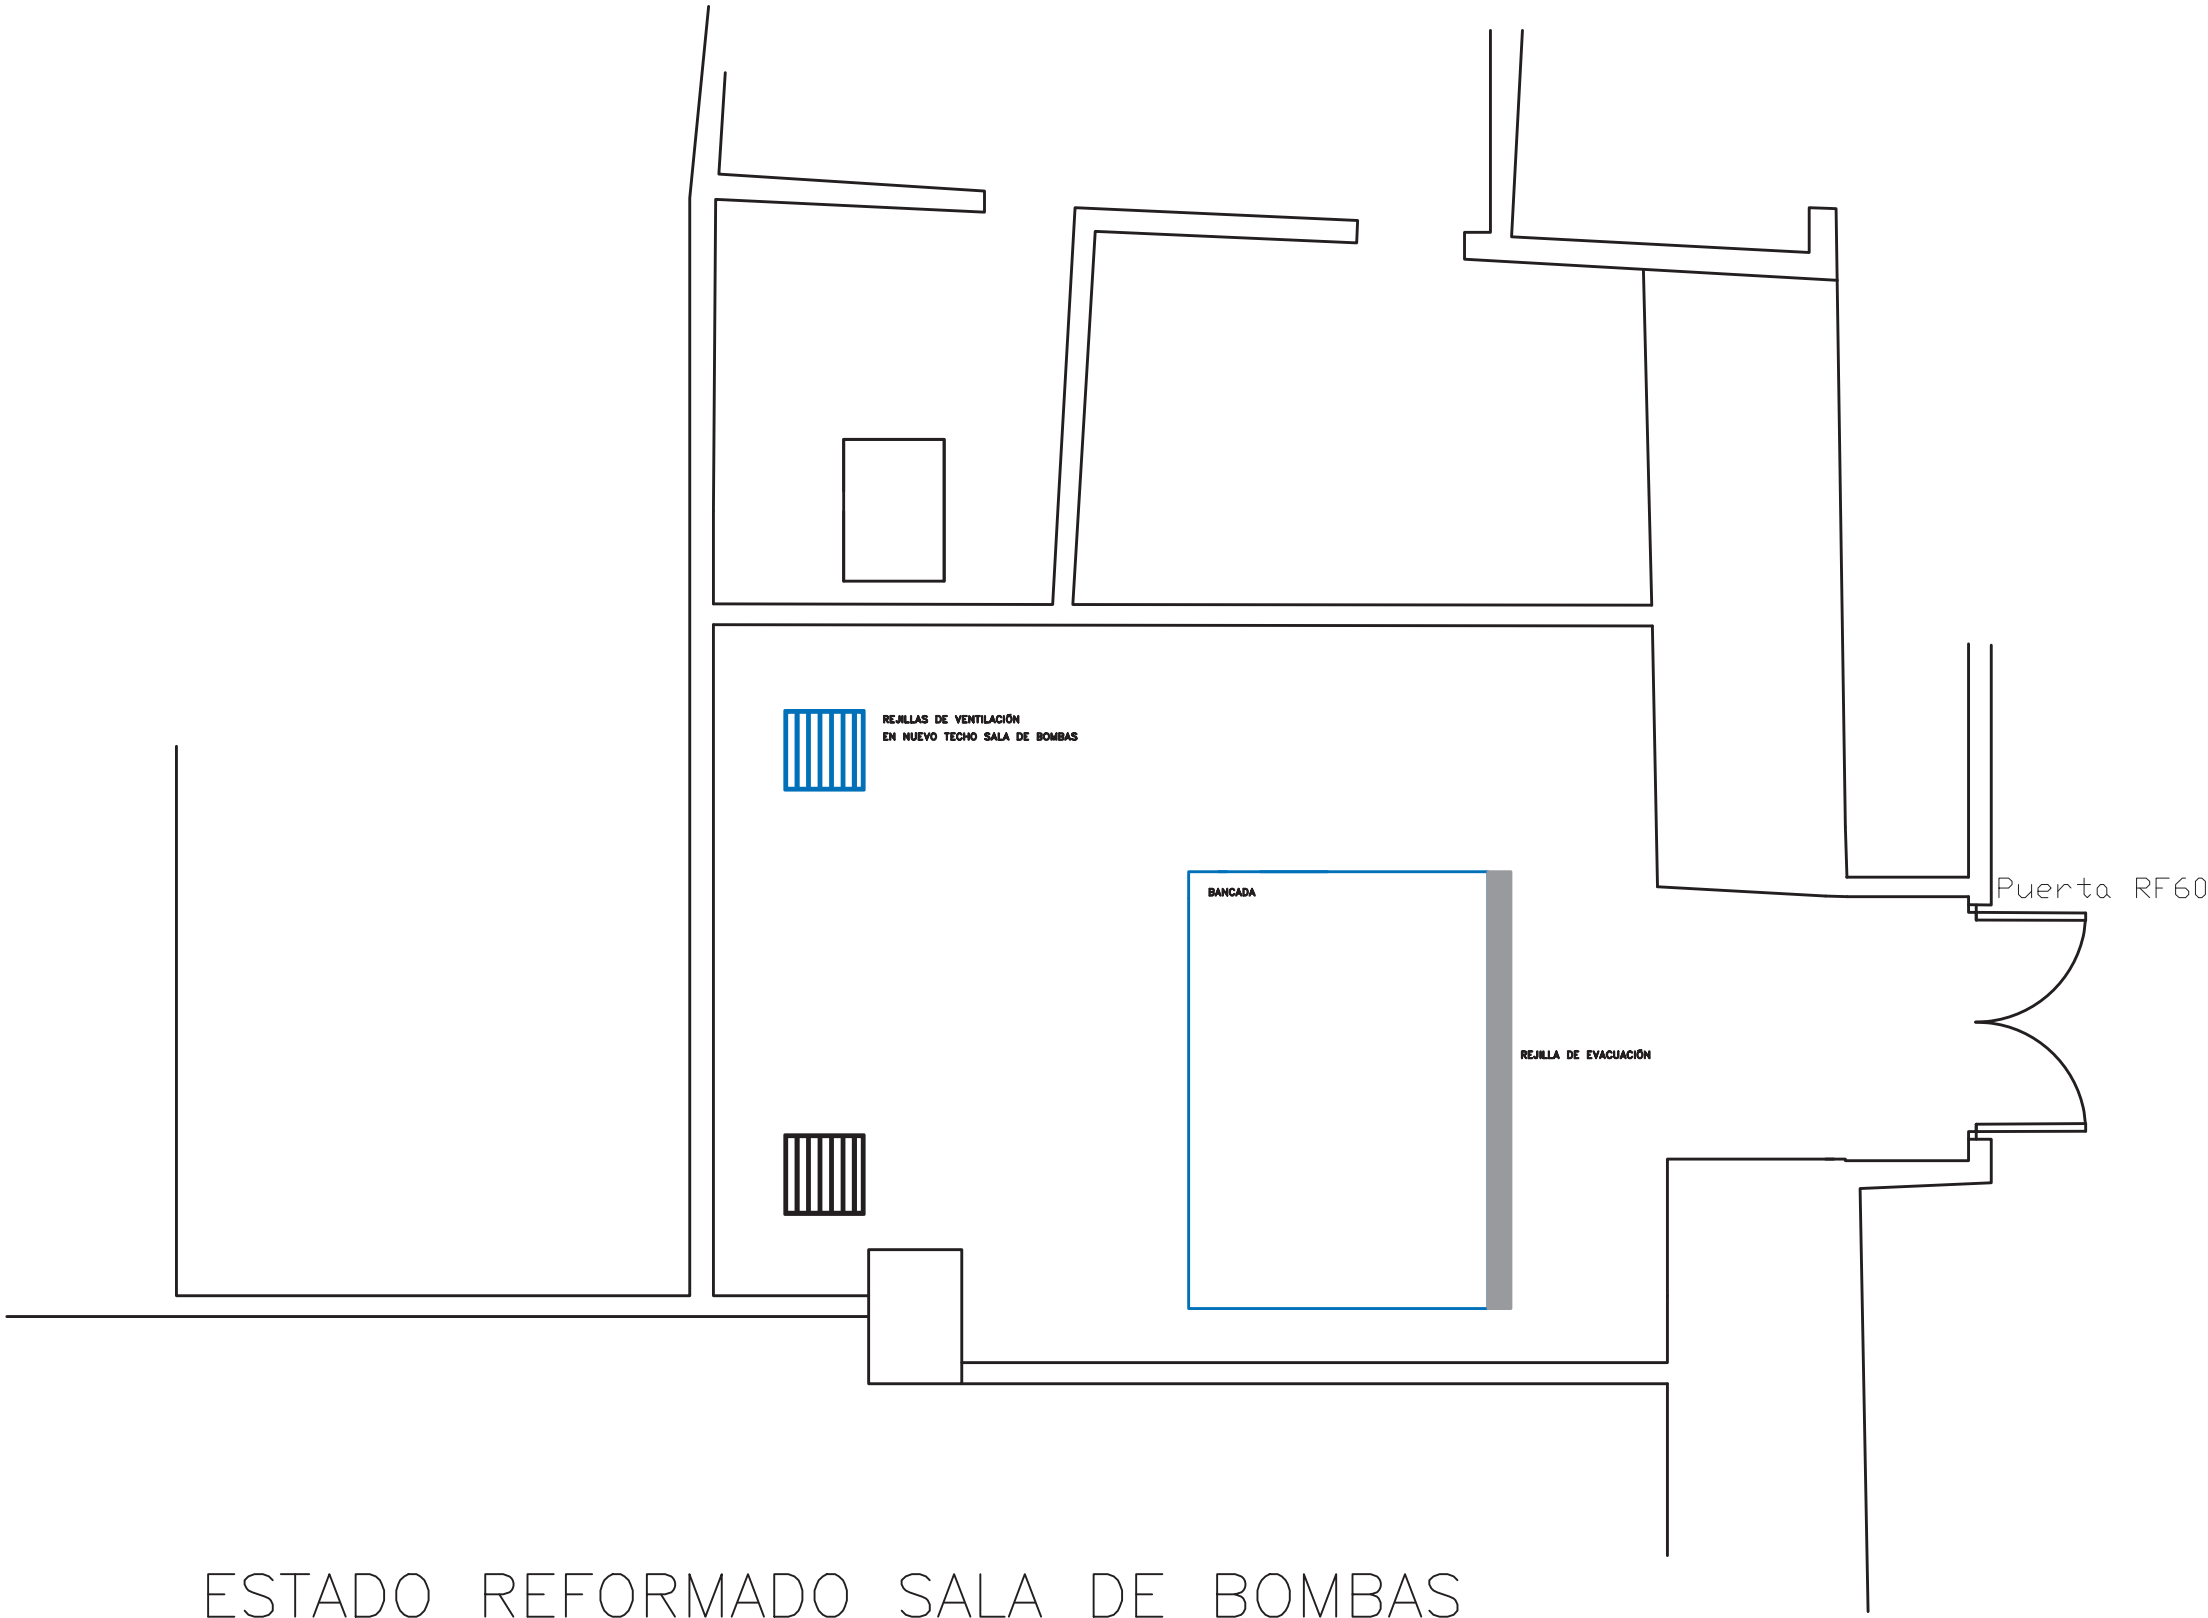 REJILLAS DE VENTILACIÓN
EN NUEVO TECHO SALA DE BOMBAS
BANCADA
Puerta RF60
REJILLA DE EVACUACIÓN
ESTADO REFORMADO SALA DE BOMBAS